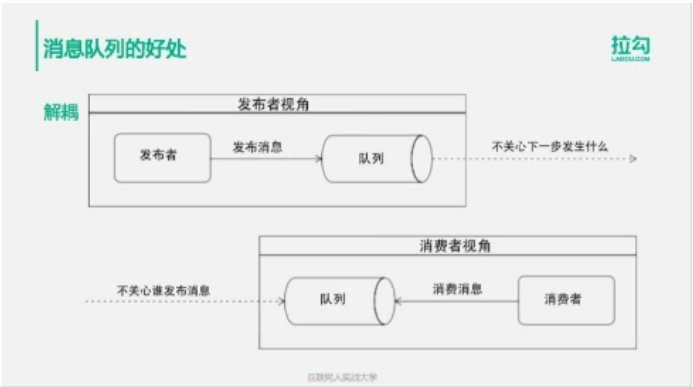 消息队列的好处
拉勾
LAGOU.COM
解耦
发布者视角
发布者
发布消息
队列
不关心下一步发生什么
消费者视角
不关心谁发布消息
队列
消费消息
消费者
互联网人实战大学